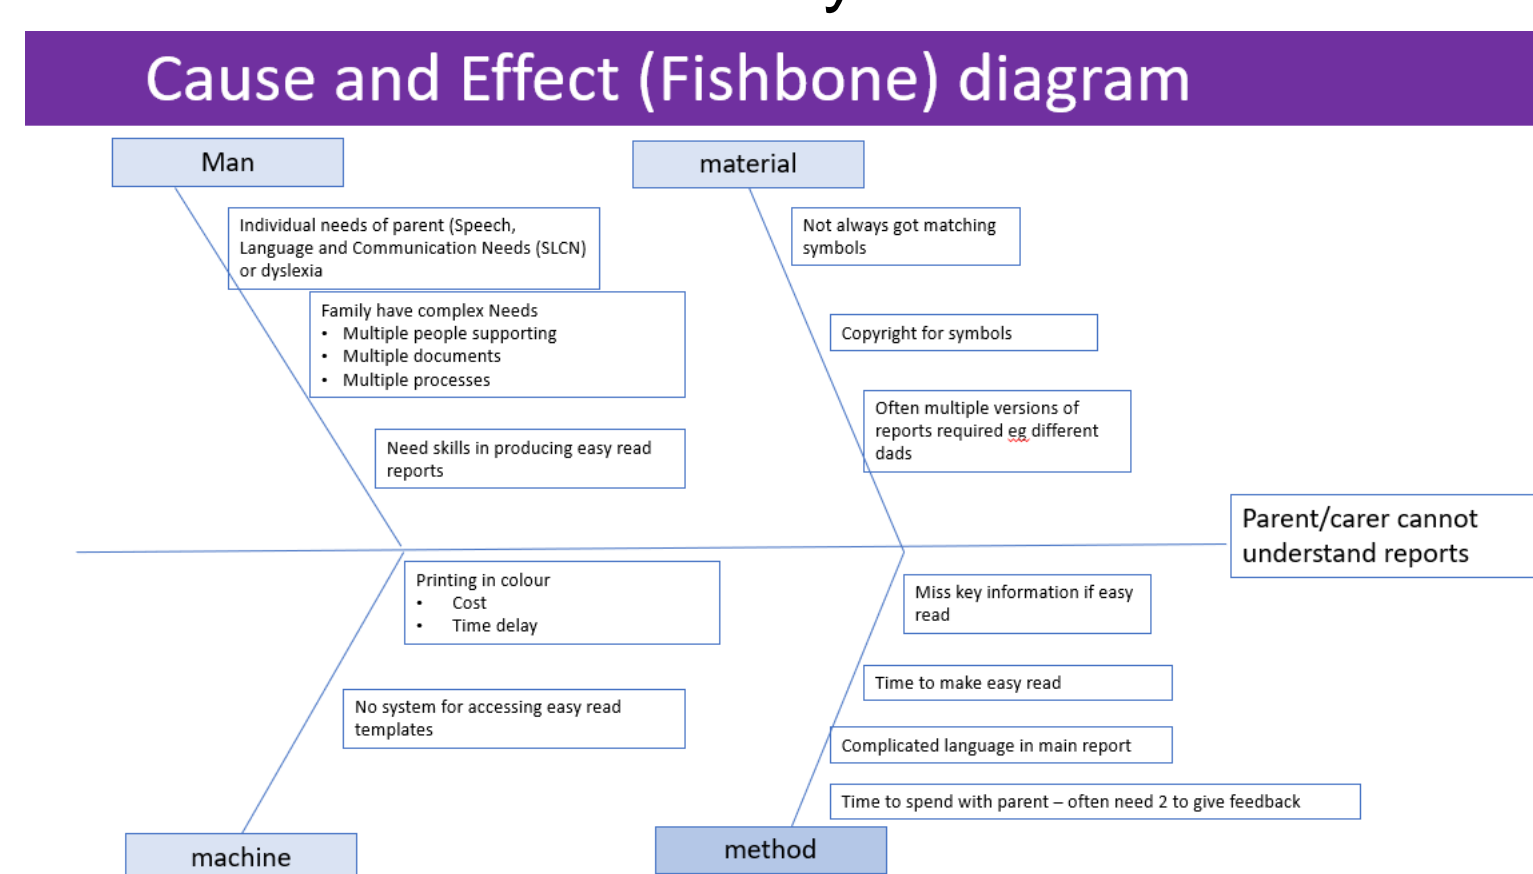 y
Cause and Effect (Fishbone) diagram
Man
Individual needs of parent (Speech,
Language and Communication Needs (SLCN)
or dyslexia
Family have complex Needs
• Multiple people supporting
• Multiple documents
• Multiple processes
Need skills in producing easy read
reports
material
Not always got matching
symbols
Copyright for symbols
Often multiple versions of
reports required eg different
dads
Parent/carer cannot
understand reports
Printing in colour
• Cost
• Time delay
No system for accessing easy read
templates
machine
Miss key information if easy
read
Time to make easy read
Complicated language in main report
Time to spend with parent – often need 2 to give feedback
method